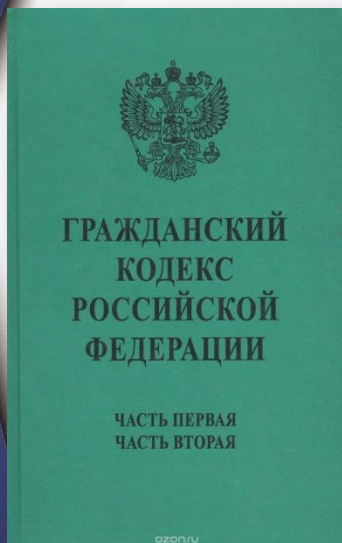 ГРАЖДАНСКИЙ
КОДЕКС
РОССИЙСКОЙ
ФЕДЕРАЦИИ
ЧАСТЬ ПЕРВАЯ
ЧАСТЬ ВТОРАЯ
ozon.ru